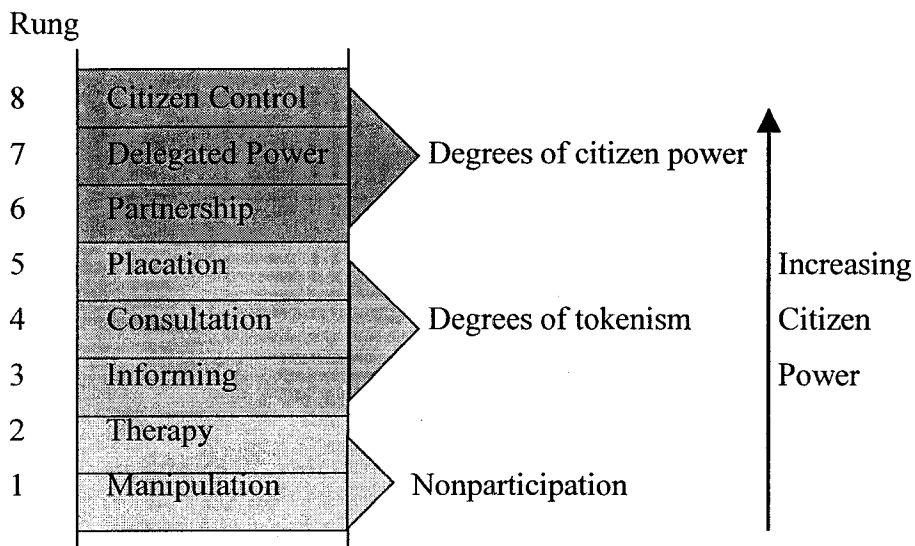 Rung
8 Citizen Control
7 Delegated Power Degrees of citizen power
6 Partnership
5 Placation Increasing
4 Consultation Degrees of tokenism Citizen
3 Informing Power
2 Therapy
1 Manipulation Nonparticipation